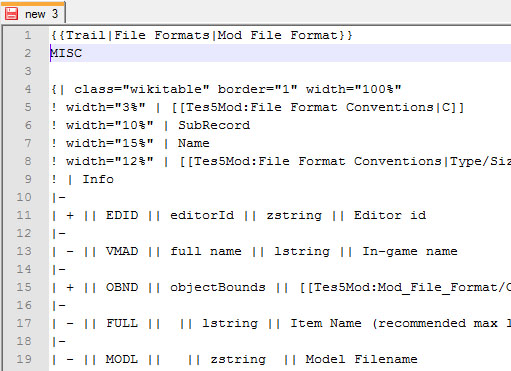 new 3
1 {{Trail|File Formats|Mod File Format}}
2 MISC
3
4 {| class="wikitable" border="1" width="100%"
5 ! width="3%" | [[Tes5Mod:File Format Conventions|C]]
6 ! width="10%" | SubRecord
7 ! width="15%" | Name
8 ! width="12%" | [[Tes5Mod:File Format Conventions|Type/Siz
9 ! | Info
10 |-
11 | + || EDID || editorId || zstring || Editor id
12 |-
13 | - || VMAD || full name || lstring || In-game name
14 |-
15 | + || OBND || objectBounds || [[Tes5Mod:Mod_File_Format/
16 |-
17 | - || FULL || || lstring || Item Name (recommended max
18 |-
19 | - || MODL || || zstring || Model Filename